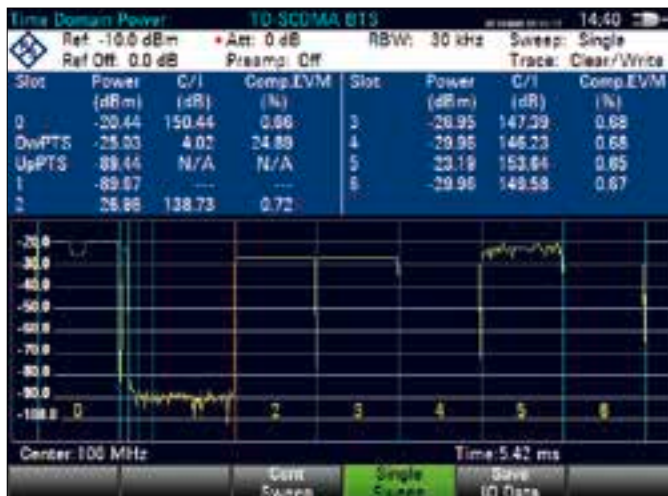 Time Domain Power TD-SCDMA BTS 14:40
Ref: -10.0 dBm • Att: 0 dB RBW: 30 kHz Sweep: Single
Ref Off: 0.0 dB Preamp: Off Trace: Clear/Write
Slot Power C/I Comp.EVM Slot Power C/I Comp.EVM
(dBm) (dB) (%) (dBm) (dB) (%)
0 -20.44 150.44 0.66 3 -26.95 147.39 0.68
DwPTS -25.03 4.02 24.89 4 -29.96 146.23 0.68
UpPTS -89.44 N/A N/A 5 -23.19 153.64 0.65
1 -89.67 --- --- 6 -29.96 149.58 0.67
2 -26.86 138.73 0.72
-20.0
-30.0
-40.0
-50.0
-60.0
-70.0
-80.0
-90.0
-100.0 0 2 3 4 5 6
Center: 100 MHz Time: 5.42 ms
Cont Single Save
Sweep Sweep IQ Data